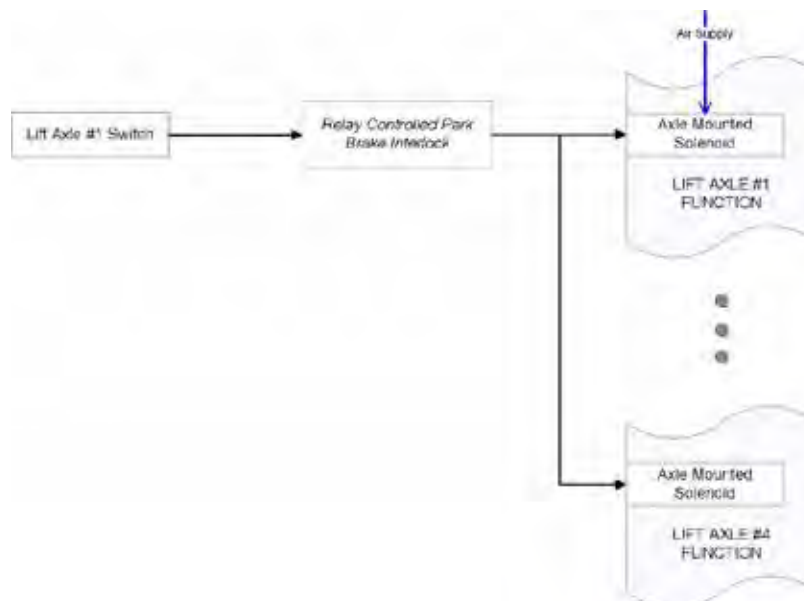 Air Supply
Lift Axle #1 Switch
Relay Controlled Park
Brake Interlock
Axle Mounted
Solenoid
LIFT AXLE #1
FUNCTION
Axle Mounted
Solenoid
LIFT AXLE #4
FUNCTION